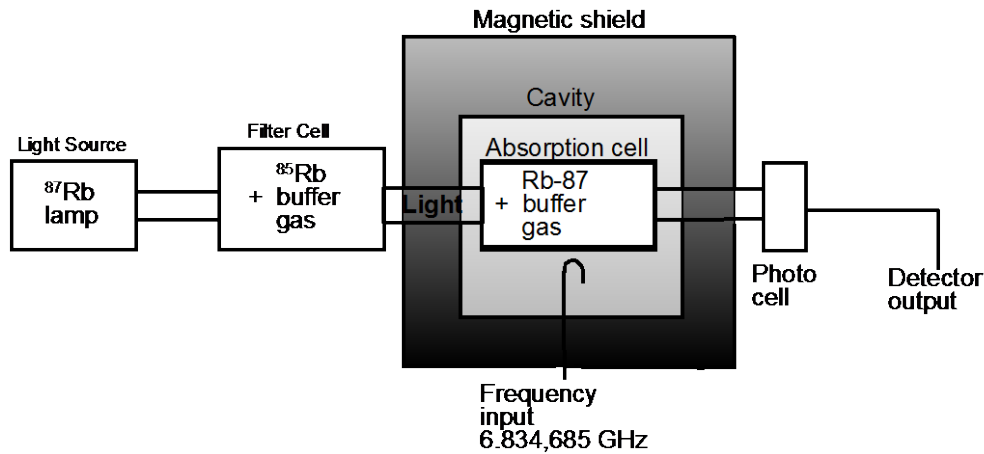 Magnetic shield
Cavity
Light Source
Filter Cell
Absorption cell
⁸⁷Rb
lamp
⁸⁵Rb
+ buffer
gas
Light
Rb-87
+ buffer
gas
Photo
cell
Detector
output
Frequency
input
6.834,685 GHz